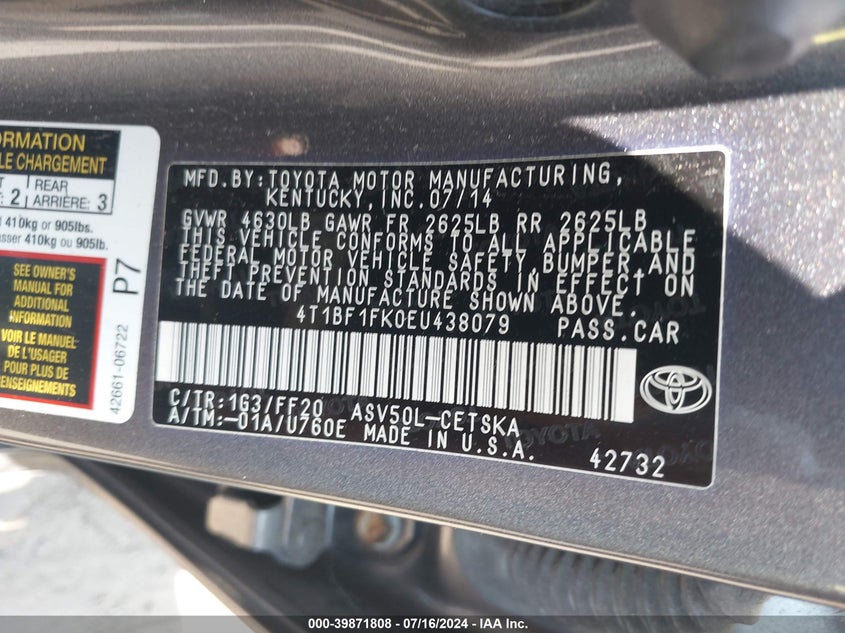 ORMATION
LE CHARGEMENT
2
REAR
ARRIÈRE: 3
d 410kg or 905lbs.
asser 410kg ou 905lb.
SEE OWNER'S
MANUAL FOR
ADDITIONAL
INFORMATION
VOIR LE MANUEL
DE L'USAGER
POUR PLUS DE
RENSEIGNEMENTS
P7
42661-06722
MFD.BY:TOYOTA MOTOR MANUFACTURING,
KENTUCKY, INC. 07/14
GVWR 4630LB GAWR FR 2625LB RR 2625LB
THIS VEHICLE CONFORMS TO ALL APPLICABLE
FEDERAL MOTOR VEHICLE SAFETY, BUMPER, AND
THEFT PREVENTION STANDARDS IN EFFECT ON
THE DATE OF MANUFACTURE SHOWN ABOVE.
4T1BF1FK0EU438079 PASS.CAR
C/TR:1G3/FF20 ASV50L-CETSKA
A/TM:-01A/U760E MADE IN U.S.A.
42732
TOYOTA
000-39871808 / 07/16/2024 - IAA Inc.